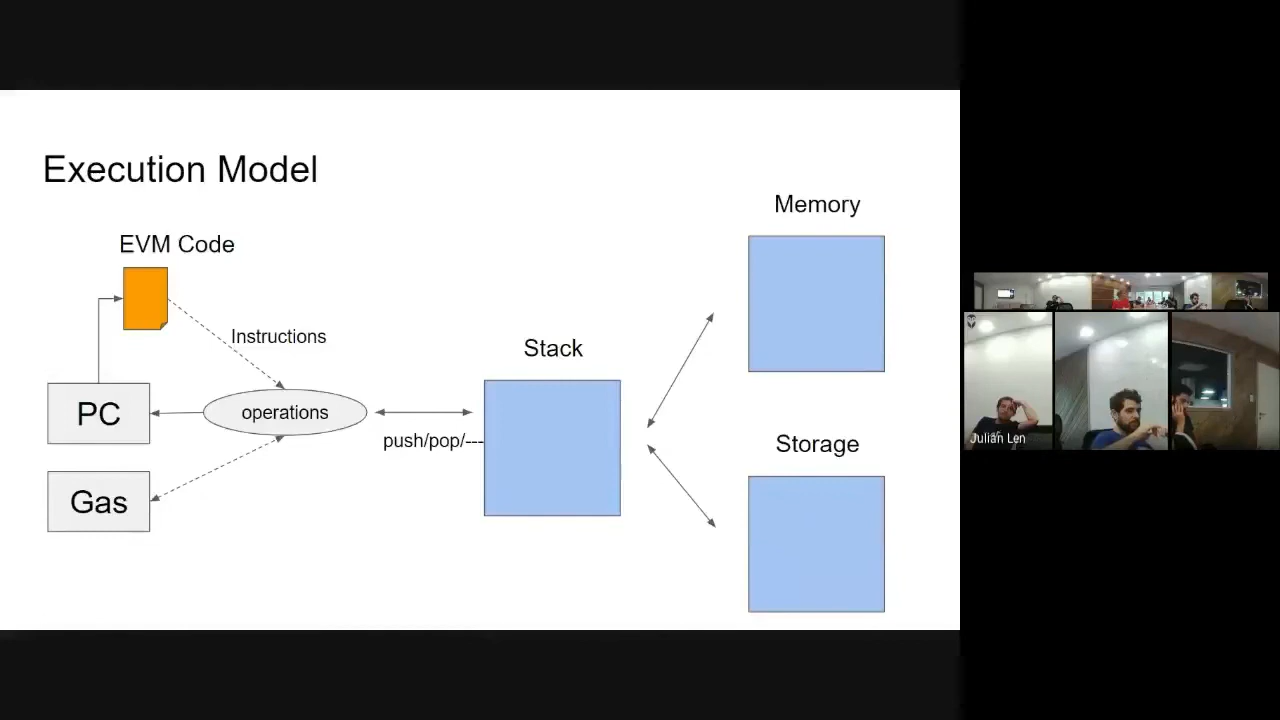 Execution Model
Memory
EVM Code
Instructions
Stack
PC
operations
push/pop/---
Storage
Gas
Julian Len